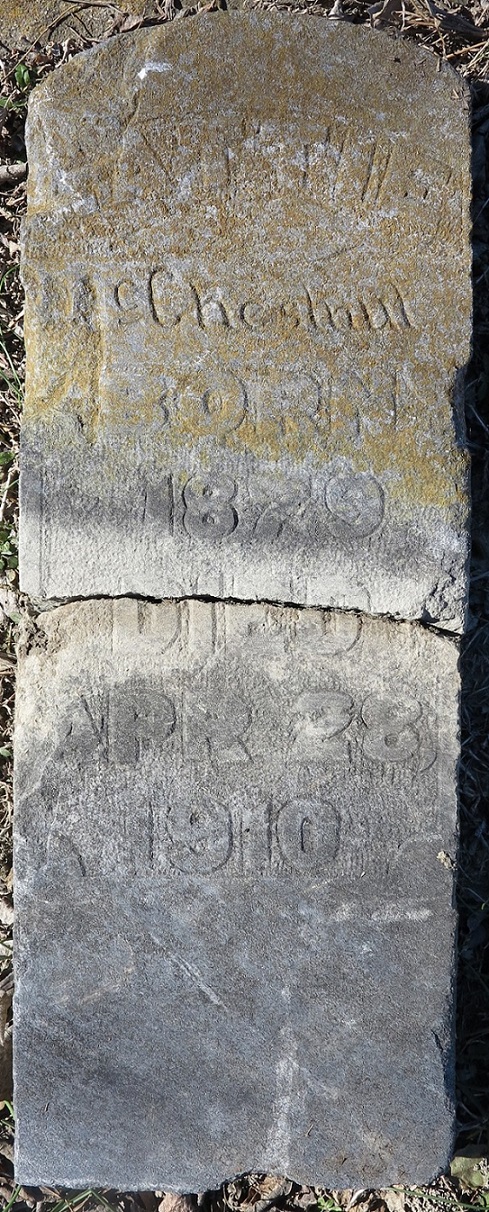 McChestnut
BORN
1879
DIED
APR 28
1910